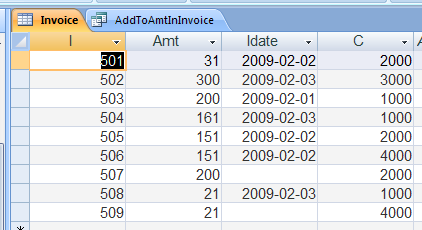 Invoice AddToAmtInInvoice
I Amt Idate C
501 31 2009-02-02 2000
502 300 2009-02-03 3000
503 200 2009-02-01 1000
504 161 2009-02-03 1000
505 151 2009-02-02 2000
506 151 2009-02-02 4000
507 200 2000
508 21 2009-02-03 1000
509 21 4000